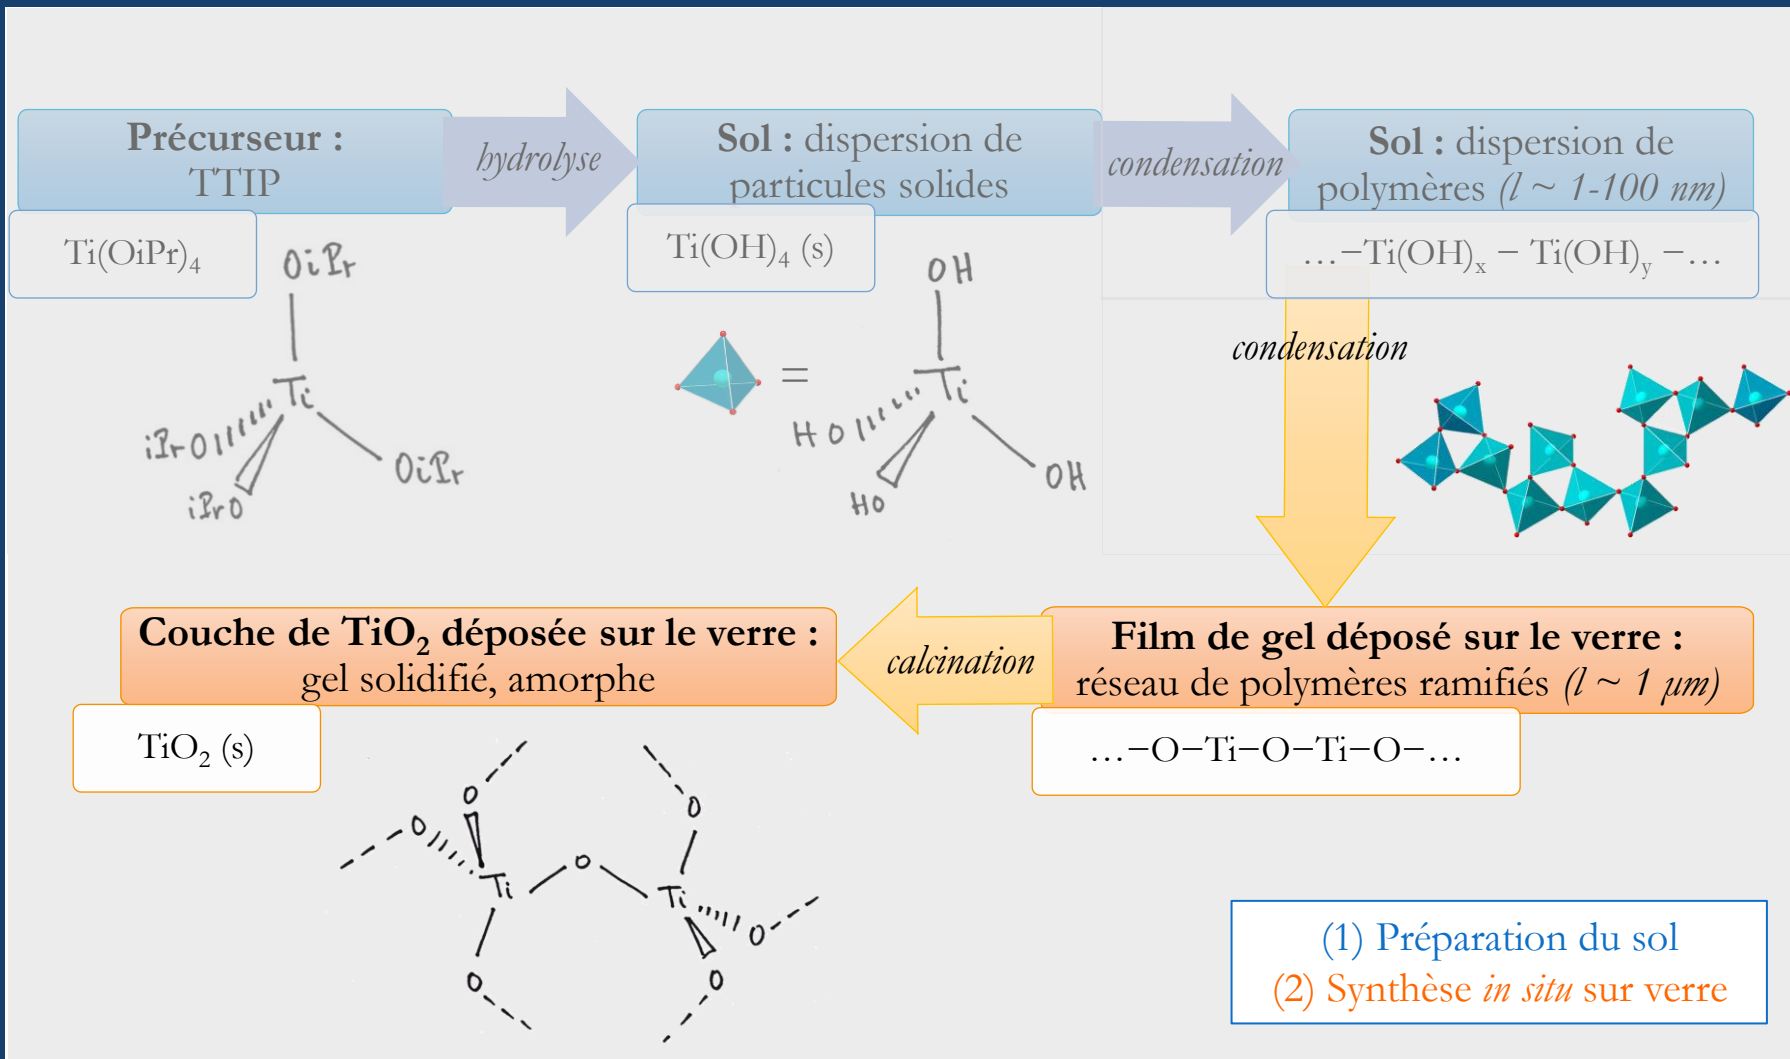 Précurseur :
TTIP
hydrolyse
Sol : dispersion de
particules solides
condensation
Sol : dispersion de
polymères (l ~ 1-100 nm)
Ti(OiPr)₄
Ti(OH)₄ (s)
…−Ti(OH)ₓ − Ti(OH)ᵧ −…
OiPr
Ti
iPrO
iPrO
OiPr
=
OH
Ti
HO
HO
OH
condensation
Couche de TiO₂ déposée sur le verre :
gel solidifié, amorphe
calcination
Film de gel déposé sur le verre :
réseau de polymères ramifiés (l ~ 1 μm)
TiO₂ (s)
…−O−Ti−O−Ti−O−…
O
O
O
O
Ti
Ti
O
O
O
(1) Préparation du sol
(2) Synthèse in situ sur verre